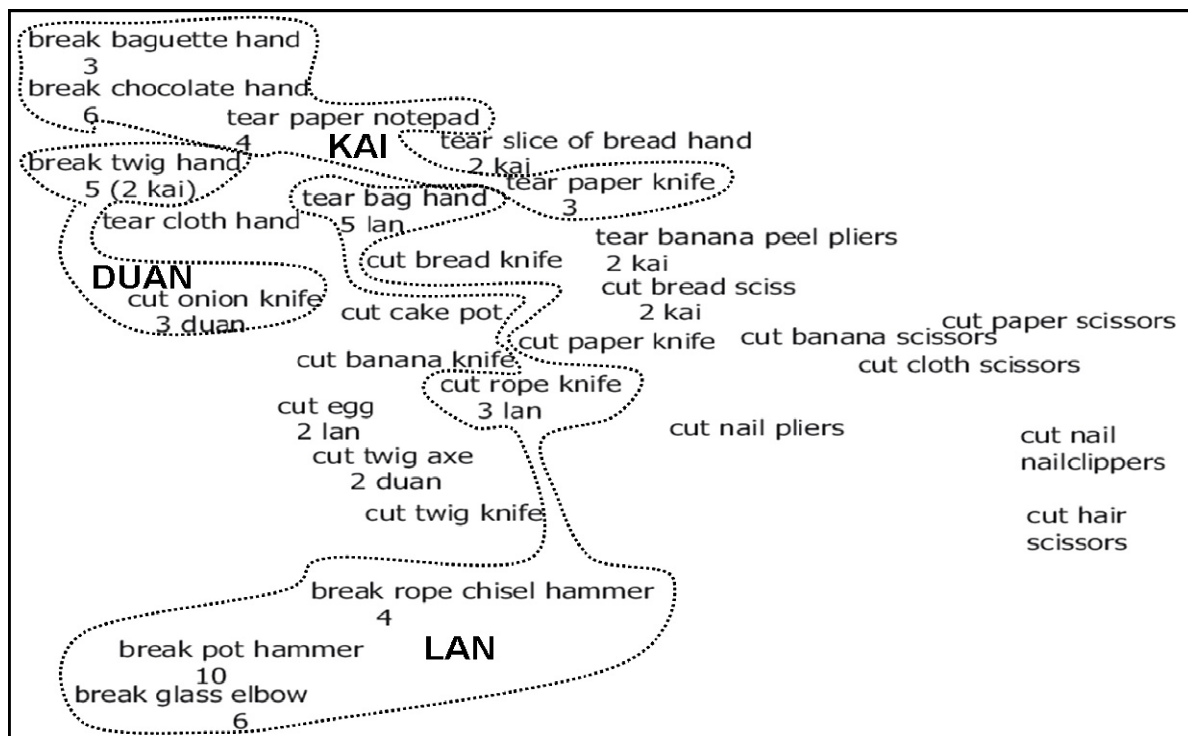 break baguette hand
3
break chocolate hand
6
tear paper notepad
4
KAI
tear slice of bread hand
2 kai
break twig hand
5 (2 kai)
tear paper knife
3
tear bag hand
5 lan
tear cloth hand
tear banana peel pliers
2 kai
cut bread knife
DUAN
cut bread sciss
2 kai
cut onion knife
3 duan
cut cake pot
cut paper scissors
cut banana scissors
cut paper knife
cut banana knife
cut cloth scissors
cut rope knife
3 lan
cut egg
2 lan
cut nail pliers
cut nail
nailclippers
cut twig axe
2 duan
cut twig knife
cut hair
scissors
break rope chisel hammer
4
LAN
break pot hammer
10
break glass elbow
6